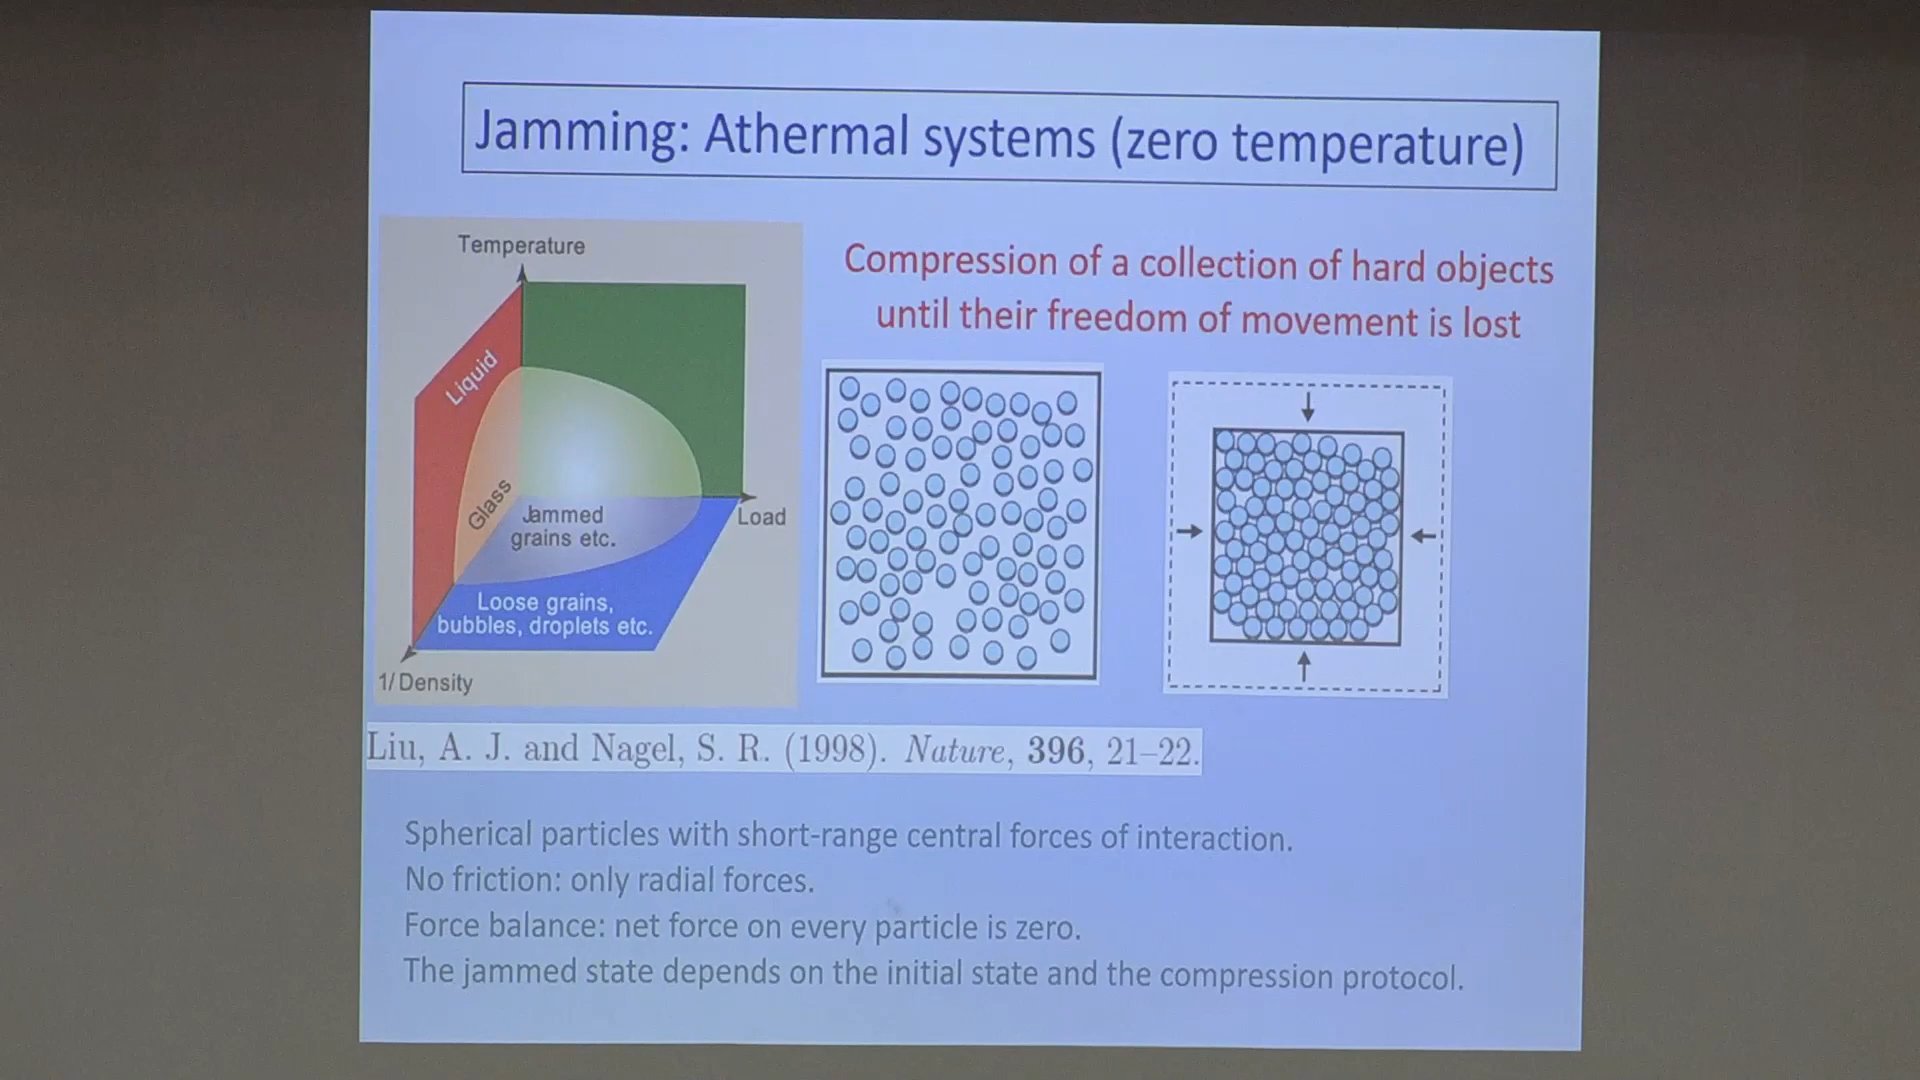 Jamming: Athermal systems (zero temperature)
Temperature
Liquid
Glass
Jammed
grains etc.
Load
Loose grains,
bubbles, droplets etc.
1/Density
Compression of a collection of hard objects
until their freedom of movement is lost
Liu, A. J. and Nagel, S. R. (1998). Nature, 396, 21–22.
Spherical particles with short-range central forces of interaction.
No friction: only radial forces.
Force balance: net force on every particle is zero.
The jammed state depends on the initial state and the compression protocol.